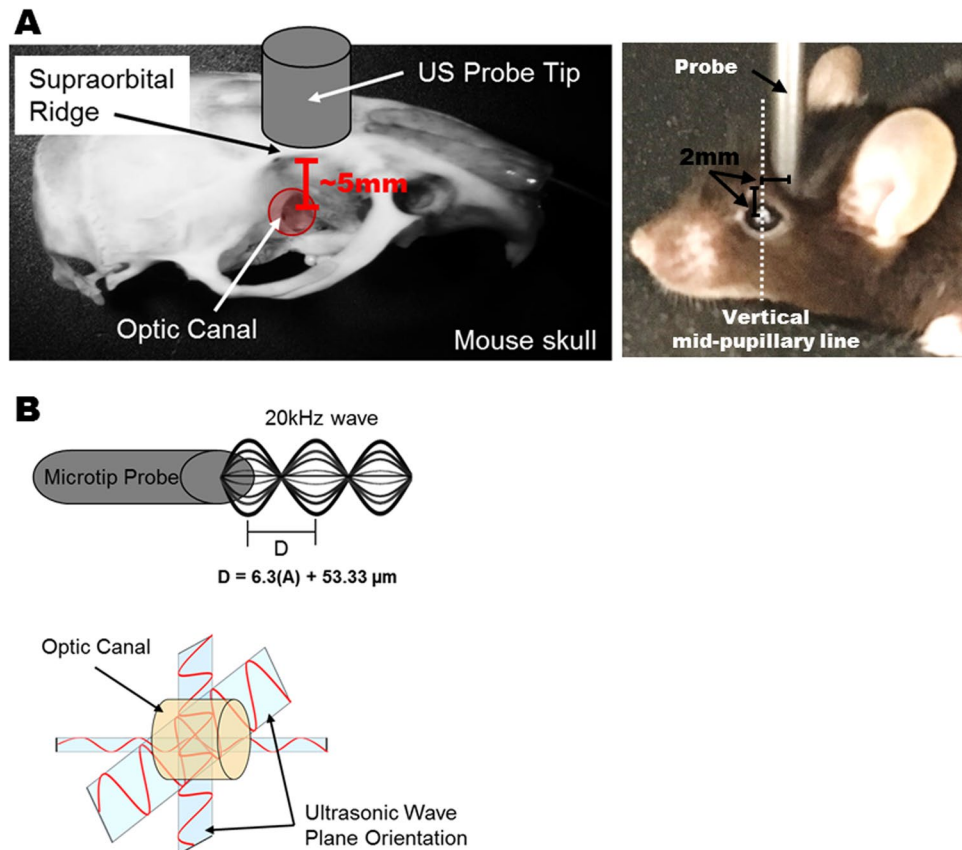 A
Supraorbital
Ridge
US Probe Tip
~5mm
Optic Canal
Mouse skull
Probe
2mm
Vertical
mid-pupillary line
B
20kHz wave
Microtip Probe
D
D = 6.3(A) + 53.33 µm
Optic Canal
Ultrasonic Wave
Plane Orientation